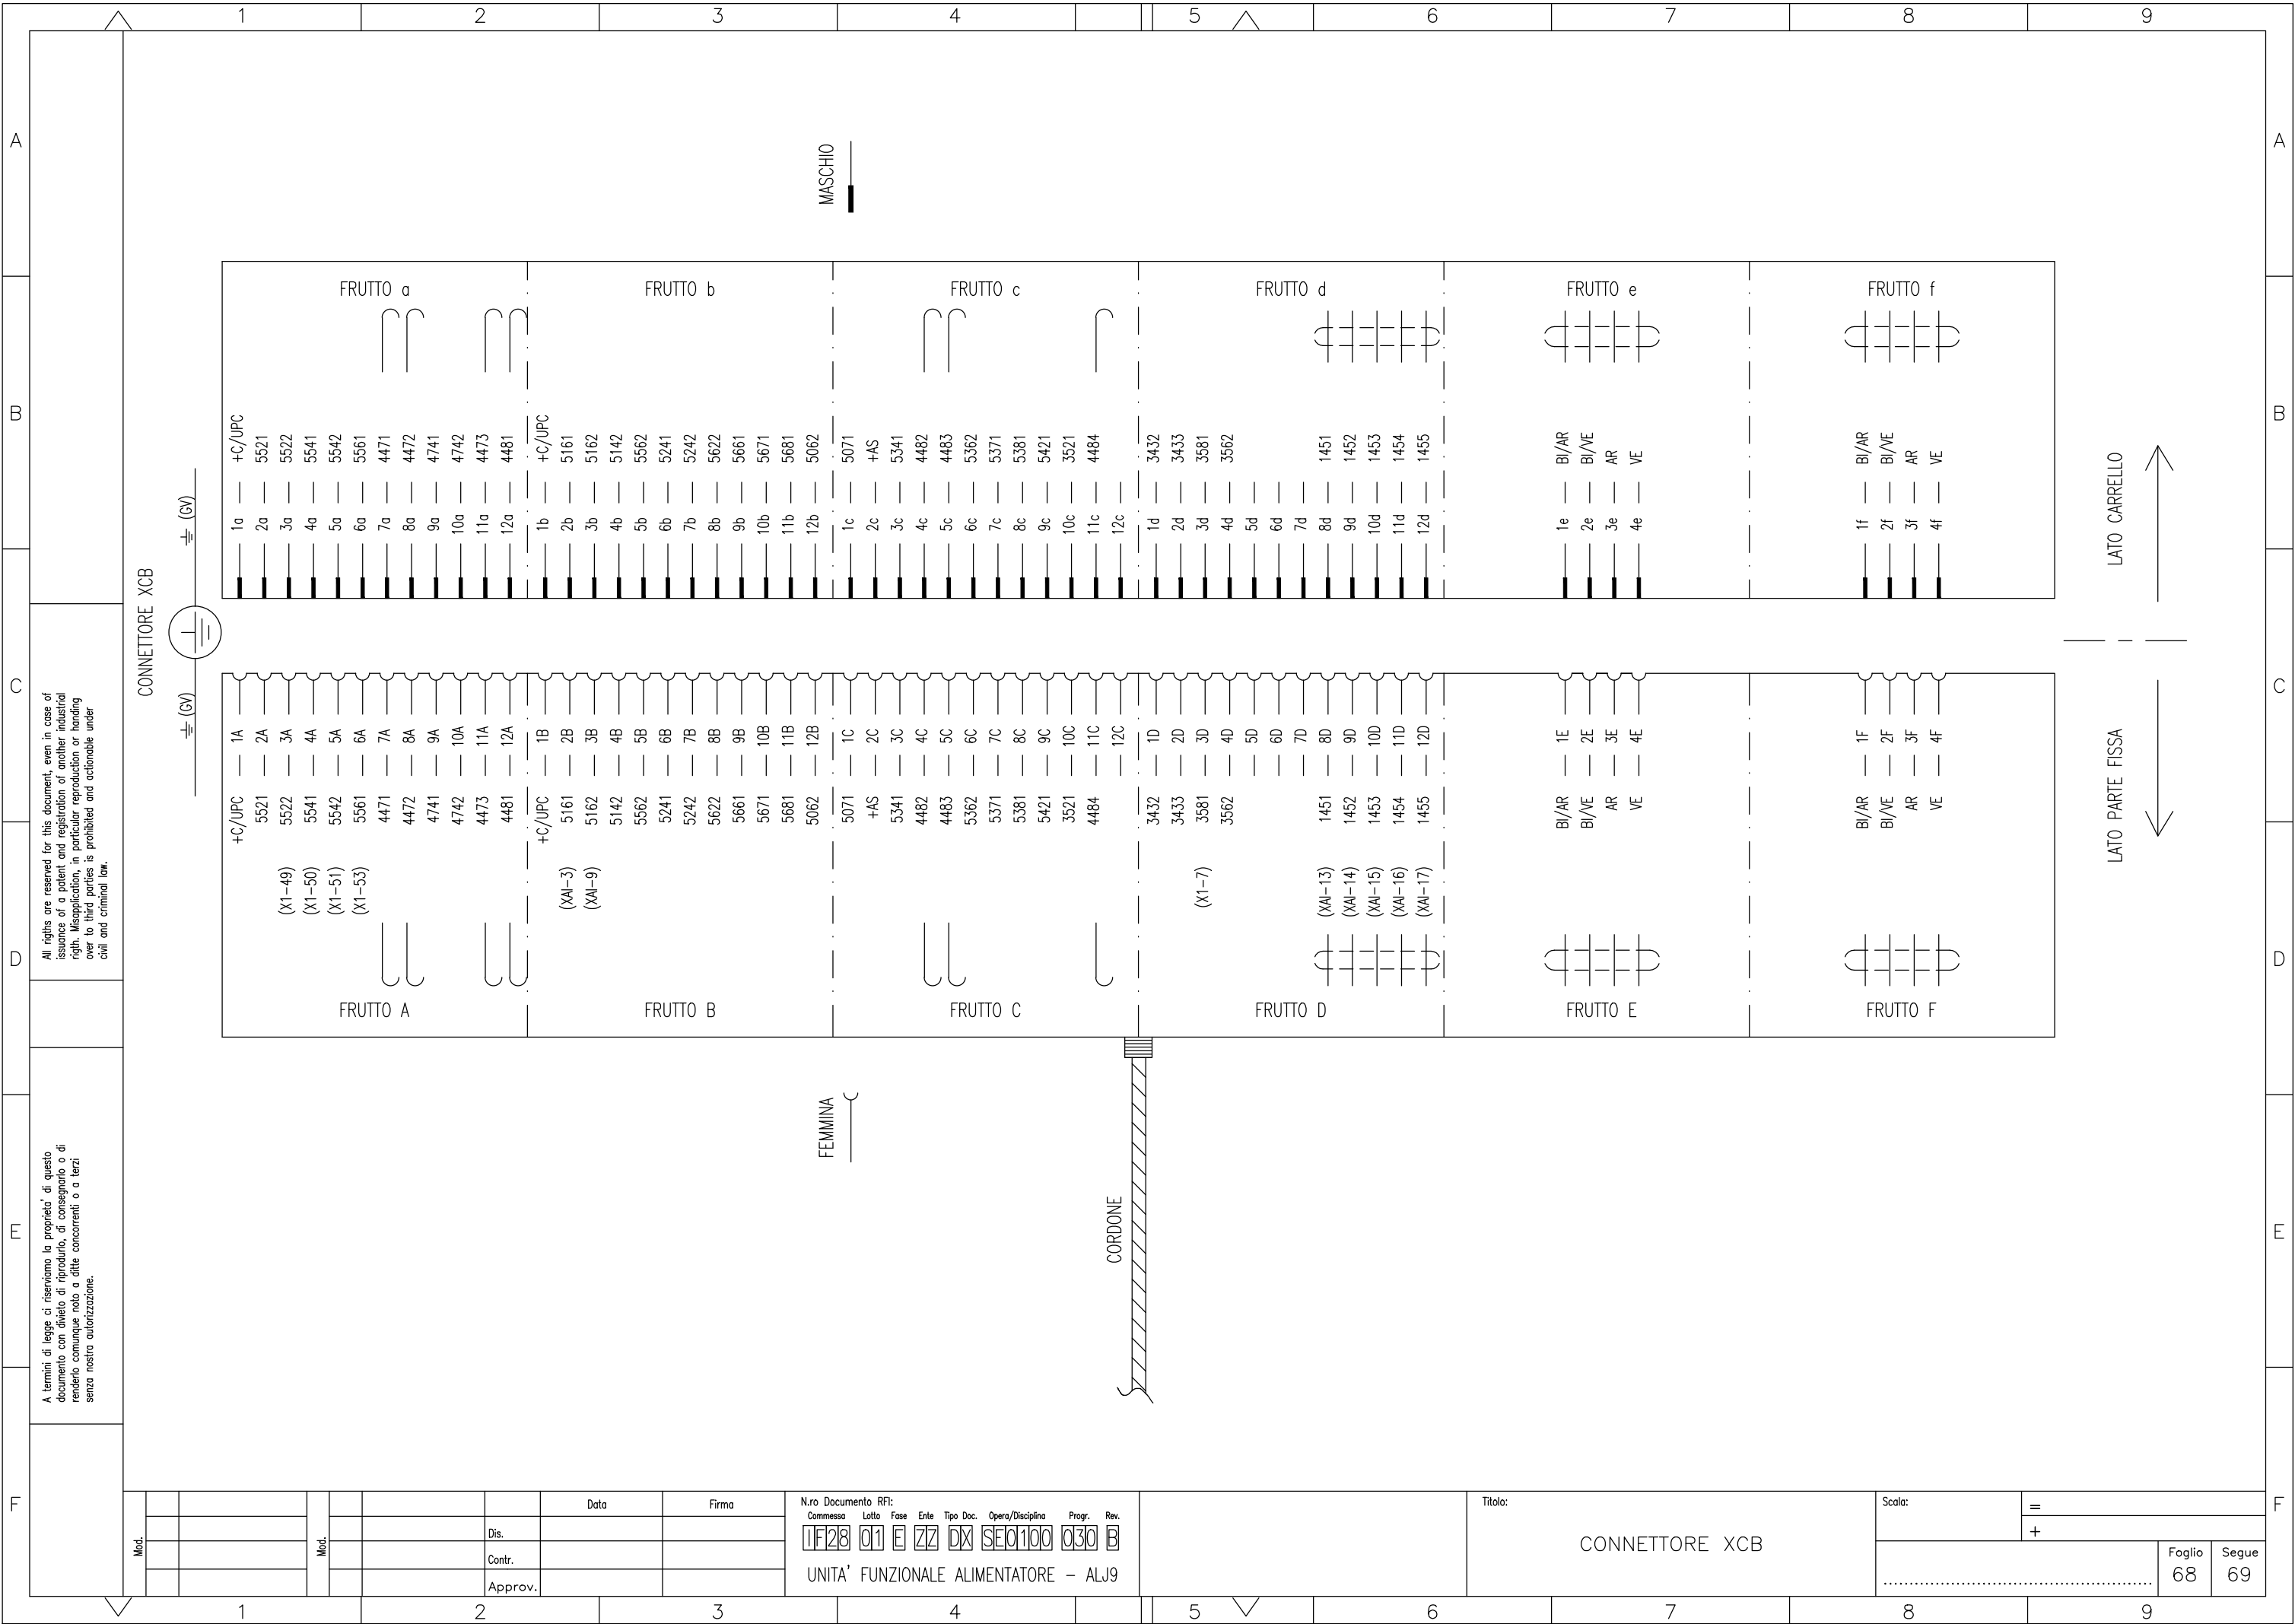 1 2 3 4 5 6 7 8 9
A
B
C
D
E
F
MASCHIO
FRUTTO a FRUTTO b FRUTTO c FRUTTO d FRUTTO e FRUTTO f
+C/UPC 5521 5522 5541 5542 5561 4471 4472 4741 4742 4473 4481
+C/UPC 5161 5162 5142 5562 5241 5242 5622 5661 5671 5681 5062
5071 +AS 5341 4482 4483 5362 5371 5381 5421 3521 4484
3432 3433 3581 3562 1451 1452 1453 1454 1455
BI/AR BI/VE AR VE
BI/AR BI/VE AR VE
1a 2a 3a 4a 5a 6a 7a 8a 9a 10a 11a 12a
1b 2b 3b 4b 5b 6b 7b 8b 9b 10b 11b 12b
1c 2c 3c 4c 5c 6c 7c 8c 9c 10c 11c 12c
1d 2d 3d 4d 5d 6d 7d 8d 9d 10d 11d 12d
1e 2e 3e 4e
1f 2f 3f 4f
(GV)
CONNETTORE XCB
(GV)
LATO CARRELLO
LATO PARTE FISSA
1A 2A 3A 4A 5A 6A 7A 8A 9A 10A 11A 12A
1B 2B 3B 4B 5B 6B 7B 8B 9B 10B 11B 12B
1C 2C 3C 4C 5C 6C 7C 8C 9C 10C 11C 12C
1D 2D 3D 4D 5D 6D 7D 8D 9D 10D 11D 12D
1E 2E 3E 4E
1F 2F 3F 4F
+C/UPC 5521 5522 5541 5542 5561 4471 4472 4741 4742 4473 4481
+C/UPC 5161 5162 5142 5562 5241 5242 5622 5661 5671 5681 5062
5071 +AS 5341 4482 4483 5362 5371 5381 5421 3521 4484
3432 3433 3581 3562 1451 1452 1453 1454 1455
BI/AR BI/VE AR VE
BI/AR BI/VE AR VE
(X1-49) (X1-50) (X1-51) (X1-53)
(XAI-3) (XAI-9)
(X1-7)
(XAI-13) (XAI-14) (XAI-15) (XAI-16) (XAI-17)
FRUTTO A FRUTTO B FRUTTO C FRUTTO D FRUTTO E FRUTTO F
FEMMINA
CORDONE
All rigths are reserved for this document, even in case of
issuance of a patent and registration of another industrial
rigth. Misapplication, in particular reproduction or handing
over to third parties is prohibited and actionable under
civil and criminal law.
A termini di legge ci riserviamo la proprieta' di questo
documento con divieto di riprodurlo, di consegnarlo o di
renderlo comunque noto a ditte concorrenti o a terzi
senza nostra autorizzazione.
Mod.
Mod.
Data Firma
Dis.
Contr.
Approv.
N.ro Documento RFI:
Commessa Lotto Fase Ente Tipo Doc. Opera/Disciplina Progr. Rev.
IF28 01 E ZZ DX SE0100 030 B
UNITA' FUNZIONALE ALIMENTATORE - ALJ9
Titolo:
CONNETTORE XCB
Scala:
=
+
Foglio Segue
68 69
A
B
C
D
E
F
1 2 3 4 5 6 7 8 9